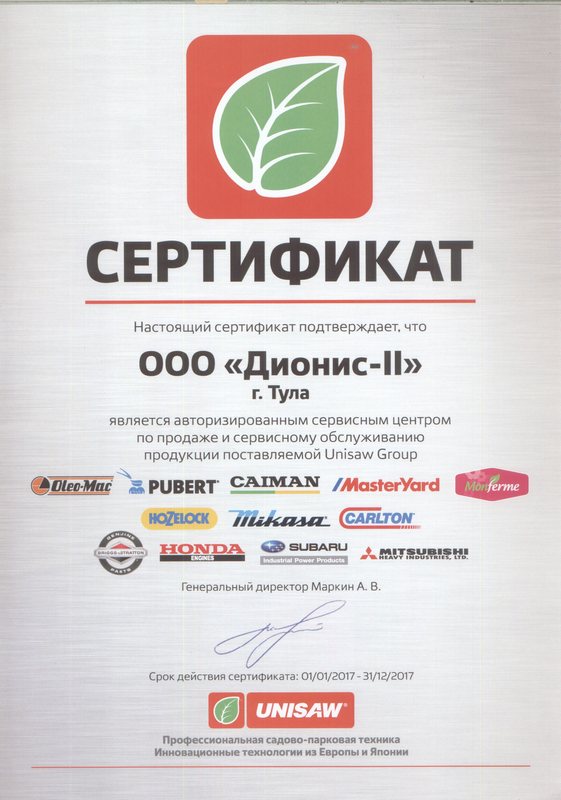 СЕРТИФИКАТ
Настоящий сертификат подтверждает, что
ООО «Дионис-II»
г. Тула
является авторизированным сервисным центром
по продаже и сервисному обслуживанию
продукции поставляемой Unisaw Group
Oleo-Mac PUBERT CAIMAN MasterYard Monferme
HOZELOCK Mikasa CARLTON
GENUINE BRIGGS & STRATTON PARTS HONDA ENGINES SUBARU Industrial Power Products MITSUBISHI HEAVY INDUSTRIES, LTD.
Генеральный директор Маркин А. В.
Срок действия сертификата: 01/01/2017 - 31/12/2017
UNISAW®
Профессиональная садово-парковая техника
Инновационные технологии из Европы и Японии